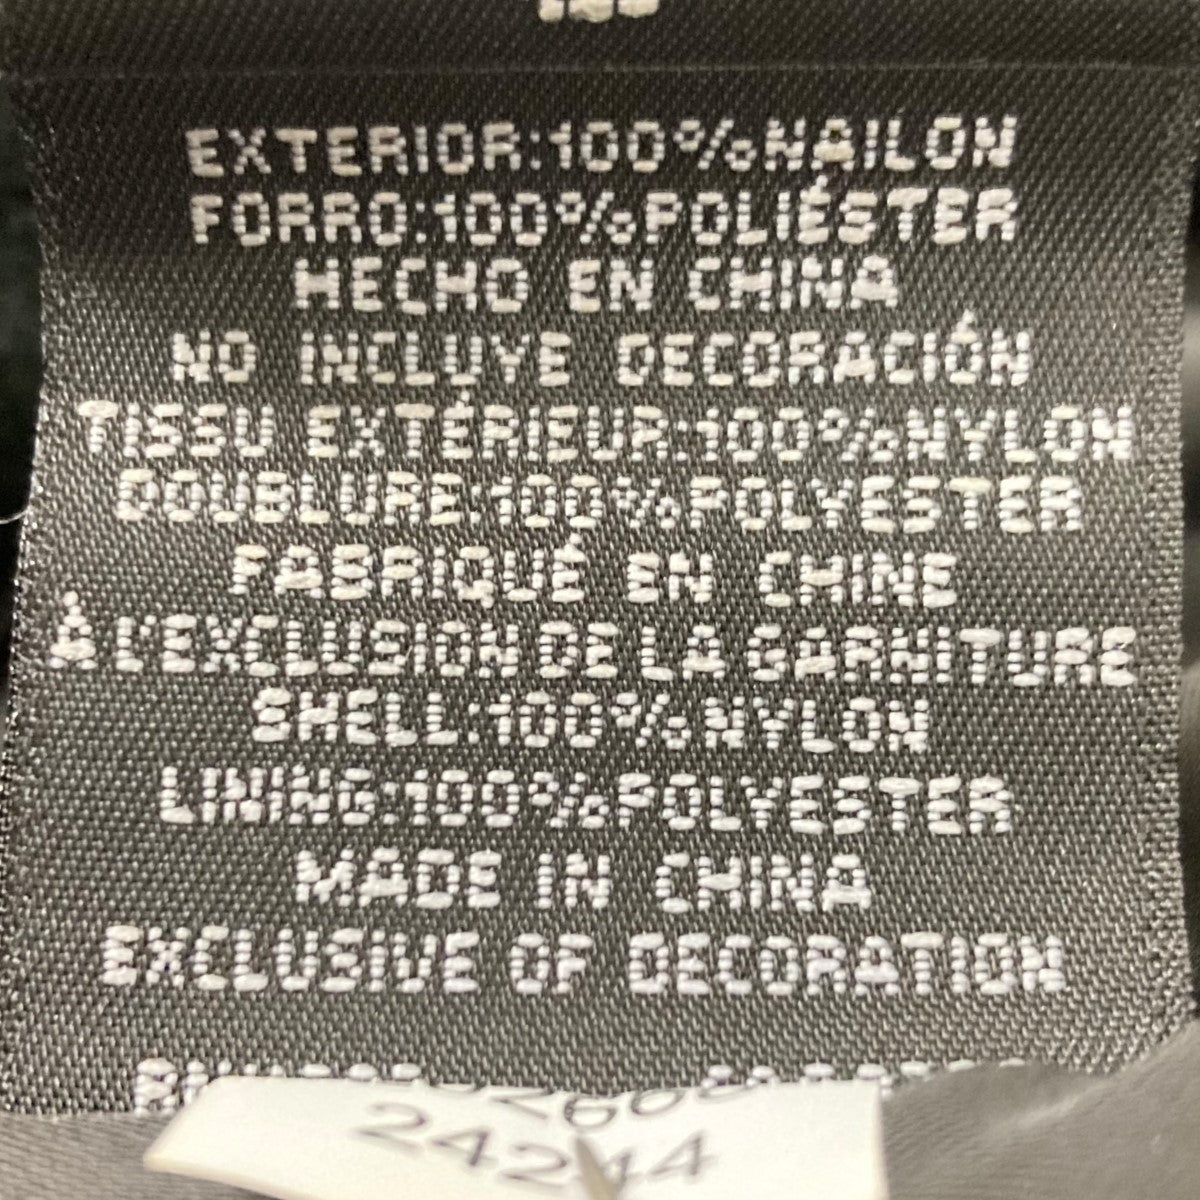 EXTERIOR:100%NAILON
FORRO:100%POLIÉSTER
HECHO EN CHINA
NO INCLUYE DECORACIÓN
TISSU EXTÉRIEUR:100%NYLON
DOUBLURE:100%POLYESTER
FABRIQUÉ EN CHINE
À L'EXCLUSION DE LA GARNITURE
SHELL:100%NYLON
LINING:100%POLYESTER
MADE IN CHINA
EXCLUSIVE OF DECORATION